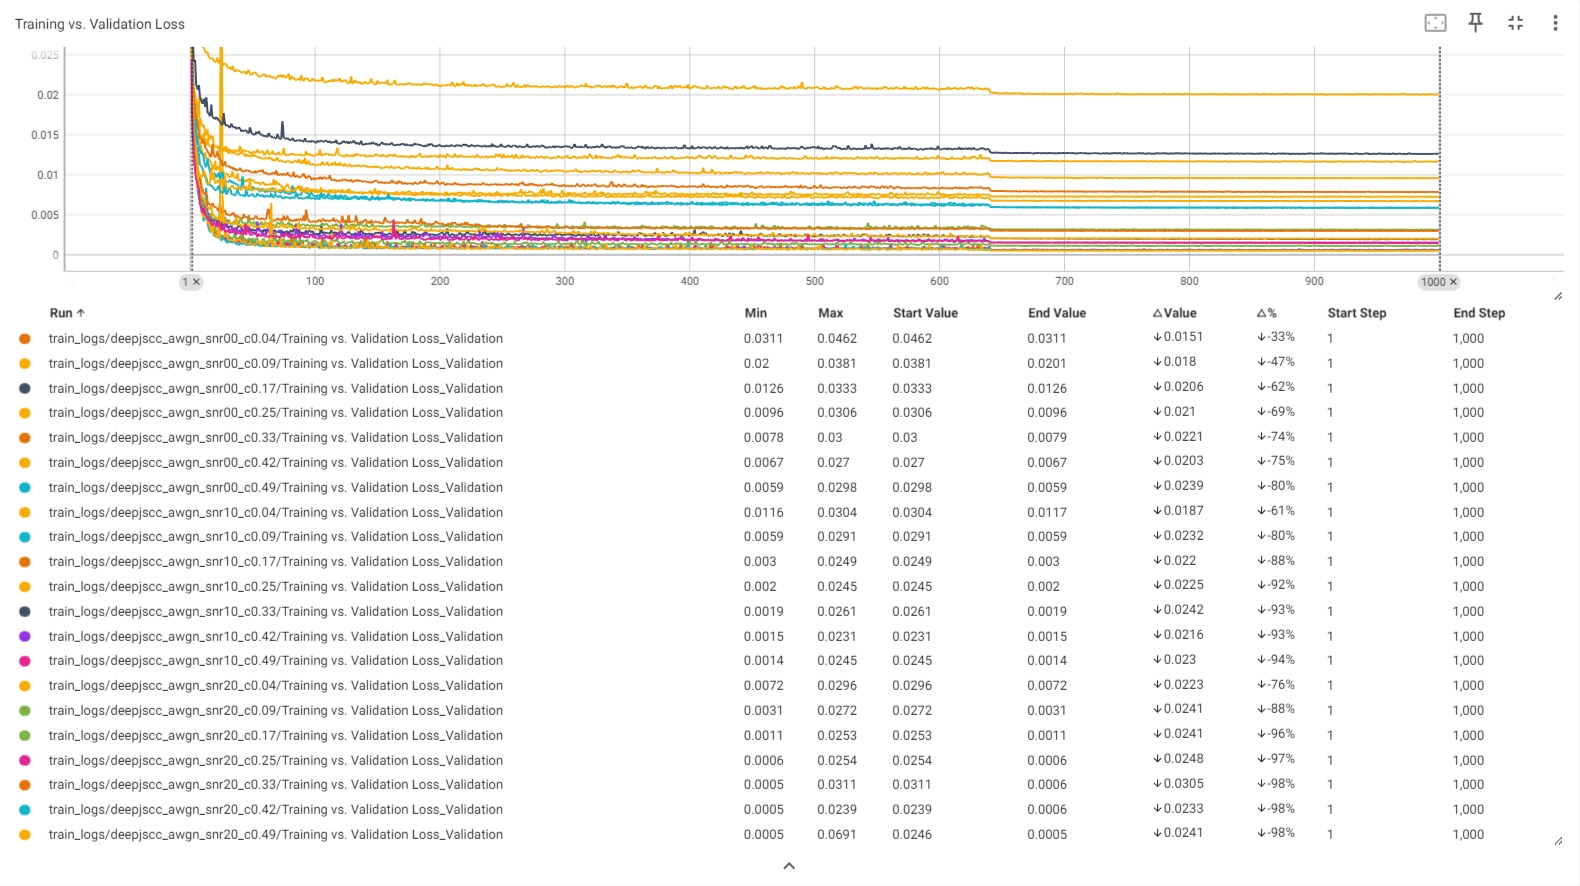 Training vs. Validation Loss
0.025
0.02
0.015
0.01
0.005
0
1 × 100 200 300 400 500 600 700 800 900 1000 ×
Run ↑ Min Max Start Value End Value △Value △% Start Step End Step
train_logs/deepjscc_awgn_snr00_c0.04/Training vs. Validation Loss_Validation 0.0311 0.0462 0.0462 0.0311 ↓0.0151 ↓-33% 1 1,000
train_logs/deepjscc_awgn_snr00_c0.09/Training vs. Validation Loss_Validation 0.02 0.0381 0.0381 0.0201 ↓0.018 ↓-47% 1 1,000
train_logs/deepjscc_awgn_snr00_c0.17/Training vs. Validation Loss_Validation 0.0126 0.0333 0.0333 0.0126 ↓0.0206 ↓-62% 1 1,000
train_logs/deepjscc_awgn_snr00_c0.25/Training vs. Validation Loss_Validation 0.0096 0.0306 0.0306 0.0096 ↓0.021 ↓-69% 1 1,000
train_logs/deepjscc_awgn_snr00_c0.33/Training vs. Validation Loss_Validation 0.0078 0.03 0.03 0.0079 ↓0.0221 ↓-74% 1 1,000
train_logs/deepjscc_awgn_snr00_c0.42/Training vs. Validation Loss_Validation 0.0067 0.027 0.027 0.0067 ↓0.0203 ↓-75% 1 1,000
train_logs/deepjscc_awgn_snr00_c0.49/Training vs. Validation Loss_Validation 0.0059 0.0298 0.0298 0.0059 ↓0.0239 ↓-80% 1 1,000
train_logs/deepjscc_awgn_snr10_c0.04/Training vs. Validation Loss_Validation 0.0116 0.0304 0.0304 0.0117 ↓0.0187 ↓-61% 1 1,000
train_logs/deepjscc_awgn_snr10_c0.09/Training vs. Validation Loss_Validation 0.0059 0.0291 0.0291 0.0059 ↓0.0232 ↓-80% 1 1,000
train_logs/deepjscc_awgn_snr10_c0.17/Training vs. Validation Loss_Validation 0.003 0.0249 0.0249 0.003 ↓0.022 ↓-88% 1 1,000
train_logs/deepjscc_awgn_snr10_c0.25/Training vs. Validation Loss_Validation 0.002 0.0245 0.0245 0.002 ↓0.0225 ↓-92% 1 1,000
train_logs/deepjscc_awgn_snr10_c0.33/Training vs. Validation Loss_Validation 0.0019 0.0261 0.0261 0.0019 ↓0.0242 ↓-93% 1 1,000
train_logs/deepjscc_awgn_snr10_c0.42/Training vs. Validation Loss_Validation 0.0015 0.0231 0.0231 0.0015 ↓0.0216 ↓-93% 1 1,000
train_logs/deepjscc_awgn_snr10_c0.49/Training vs. Validation Loss_Validation 0.0014 0.0245 0.0245 0.0014 ↓0.023 ↓-94% 1 1,000
train_logs/deepjscc_awgn_snr20_c0.04/Training vs. Validation Loss_Validation 0.0072 0.0296 0.0296 0.0072 ↓0.0223 ↓-76% 1 1,000
train_logs/deepjscc_awgn_snr20_c0.09/Training vs. Validation Loss_Validation 0.0031 0.0272 0.0272 0.0031 ↓0.0241 ↓-88% 1 1,000
train_logs/deepjscc_awgn_snr20_c0.17/Training vs. Validation Loss_Validation 0.0011 0.0253 0.0253 0.0011 ↓0.0241 ↓-96% 1 1,000
train_logs/deepjscc_awgn_snr20_c0.25/Training vs. Validation Loss_Validation 0.0006 0.0254 0.0254 0.0006 ↓0.0248 ↓-97% 1 1,000
train_logs/deepjscc_awgn_snr20_c0.33/Training vs. Validation Loss_Validation 0.0005 0.0311 0.0311 0.0006 ↓0.0305 ↓-98% 1 1,000
train_logs/deepjscc_awgn_snr20_c0.42/Training vs. Validation Loss_Validation 0.0005 0.0239 0.0239 0.0006 ↓0.0233 ↓-98% 1 1,000
train_logs/deepjscc_awgn_snr20_c0.49/Training vs. Validation Loss_Validation 0.0005 0.0691 0.0246 0.0005 ↓0.0241 ↓-98% 1 1,000